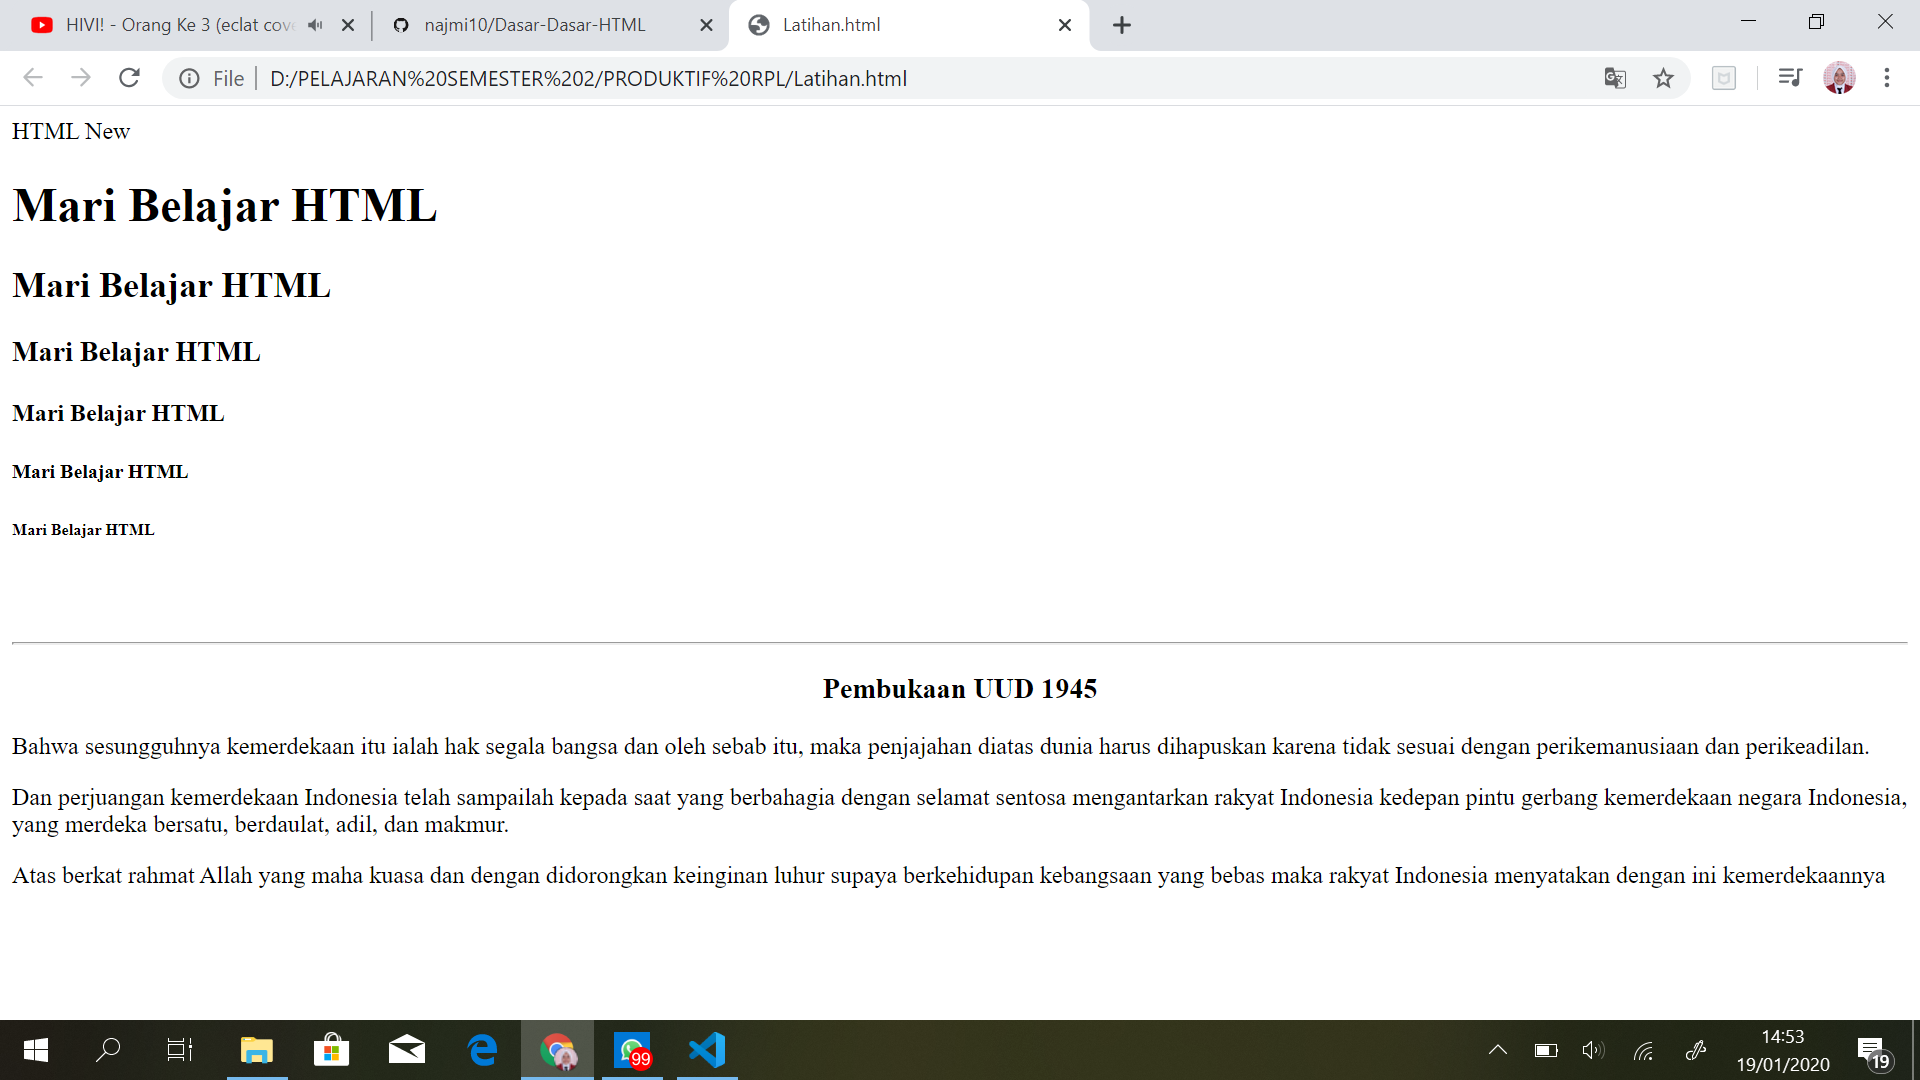 HIVI! - Orang Ke 3 (eclat cove
najmi10/Dasar-Dasar-HTML
Latihan.html
File
D:/PELAJARAN%20SEMESTER%202/PRODUKTIF%20RPL/Latihan.html
HTML New
Mari Belajar HTML
Mari Belajar HTML
Mari Belajar HTML
Mari Belajar HTML
Mari Belajar HTML
Mari Belajar HTML
Pembukaan UUD 1945
Bahwa sesungguhnya kemerdekaan itu ialah hak segala bangsa dan oleh sebab itu, maka penjajahan diatas dunia harus dihapuskan karena tidak sesuai dengan perikemanusiaan dan perikeadilan.
Dan perjuangan kemerdekaan Indonesia telah sampailah kepada saat yang berbahagia dengan selamat sentosa mengantarkan rakyat Indonesia kedepan pintu gerbang kemerdekaan negara Indonesia,
yang merdeka bersatu, berdaulat, adil, dan makmur.
Atas berkat rahmat Allah yang maha kuasa dan dengan didorongkan keinginan luhur supaya berkehidupan kebangsaan yang bebas maka rakyat Indonesia menyatakan dengan ini kemerdekaannya
99
14:53
19/01/2020
19